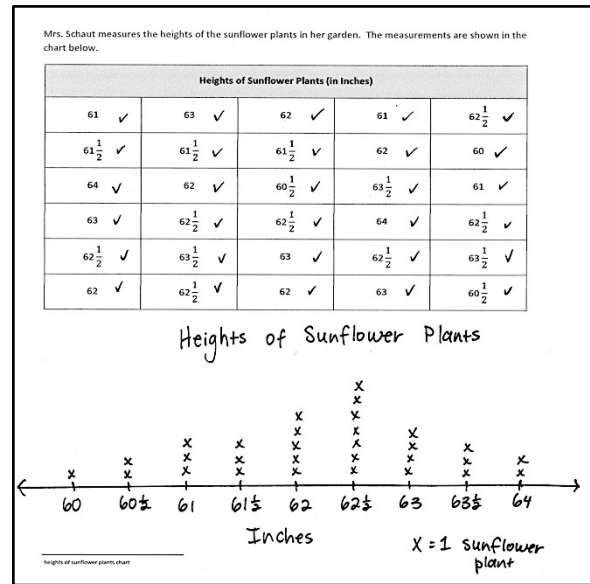 Mrs. Schaut measures the heights of the sunflower plants in her garden. The measurements are shown in the
chart below.
Heights of Sunflower Plants (in Inches)
61 ✓ 63 ✓ 62 ✓ 61 ✓ 62 1/2 ✓
61 1/2 ✓ 61 1/2 ✓ 61 1/2 ✓ 62 ✓ 60 ✓
64 ✓ 62 ✓ 60 1/2 ✓ 63 1/2 ✓ 61 ✓
63 ✓ 62 1/2 ✓ 62 1/2 ✓ 64 ✓ 62 1/2 ✓
62 1/2 ✓ 63 1/2 ✓ 63 ✓ 62 1/2 ✓ 63 1/2 ✓
62 ✓ 62 1/2 ✓ 62 ✓ 63 ✓ 60 1/2 ✓
Heights of Sunflower Plants
60 60 1/2 61 61 1/2 62 62 1/2 63 63 1/2 64
Inches
X = 1 sunflower
plant
heights of sunflower plants chart